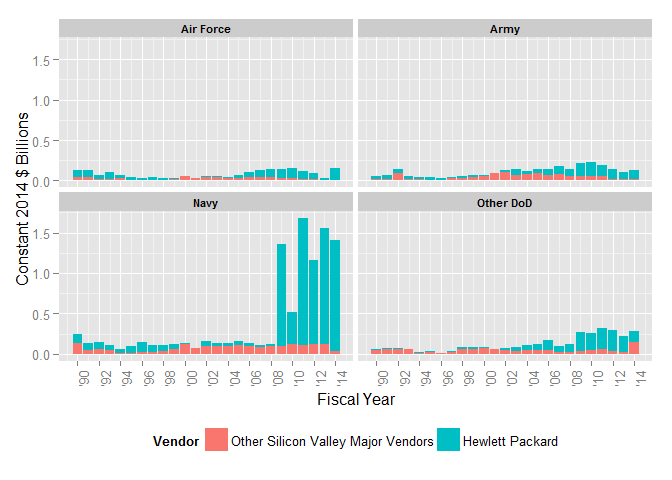 Air Force
Army
1.5
1.0
0.5
0.0
Constant 2014 $ Billions
Navy
Other DoD
1.5
1.0
0.5
0.0
'90 '92 '94 '96 '98 '00 '02 '04 '06 '08 '10 '12 '14
'90 '92 '94 '96 '98 '00 '02 '04 '06 '08 '10 '12 '14
Fiscal Year
Vendor Other Silicon Valley Major Vendors Hewlett Packard